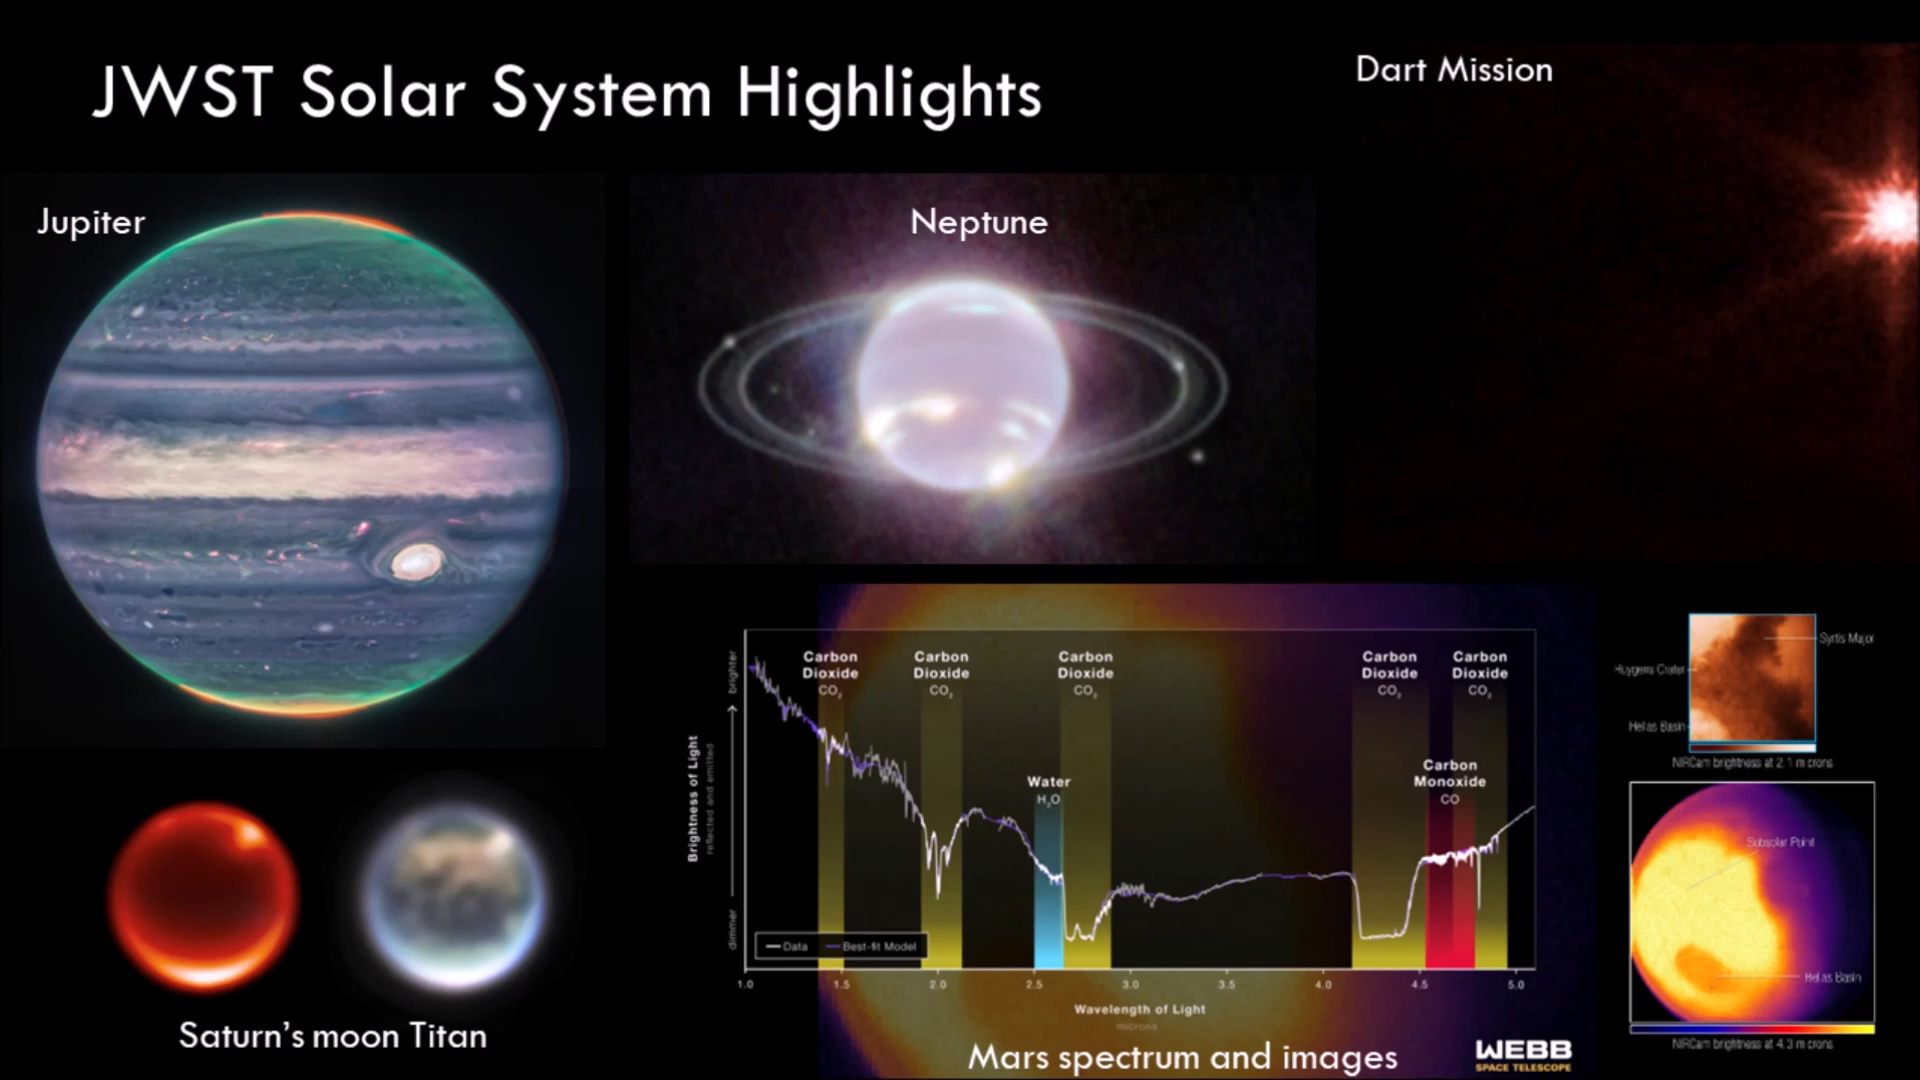 JWST Solar System Highlights
Dart Mission
Jupiter
Neptune
Saturn's moon Titan
Carbon
Dioxide
CO₂
Carbon
Dioxide
CO₂
Carbon
Dioxide
CO₂
Carbon
Dioxide
CO₂
Carbon
Dioxide
CO₂
Water
H₂O
Carbon
Monoxide
CO
brighter
Brightness of Light
reflected and emitted
dimmer
Data
Best-fit Model
1.0 1.5 2.0 2.5 3.0 3.5 4.0 4.5 5.0
Wavelength of Light
microns
Mars spectrum and images
WEBB
SPACE TELESCOPE
Syrtis Major
Huygens Crater
Hellas Basin
NIRCam brightness at 2.1 microns
Subsolar Point
Hellas Basin
NIRCam brightness at 4.3 microns